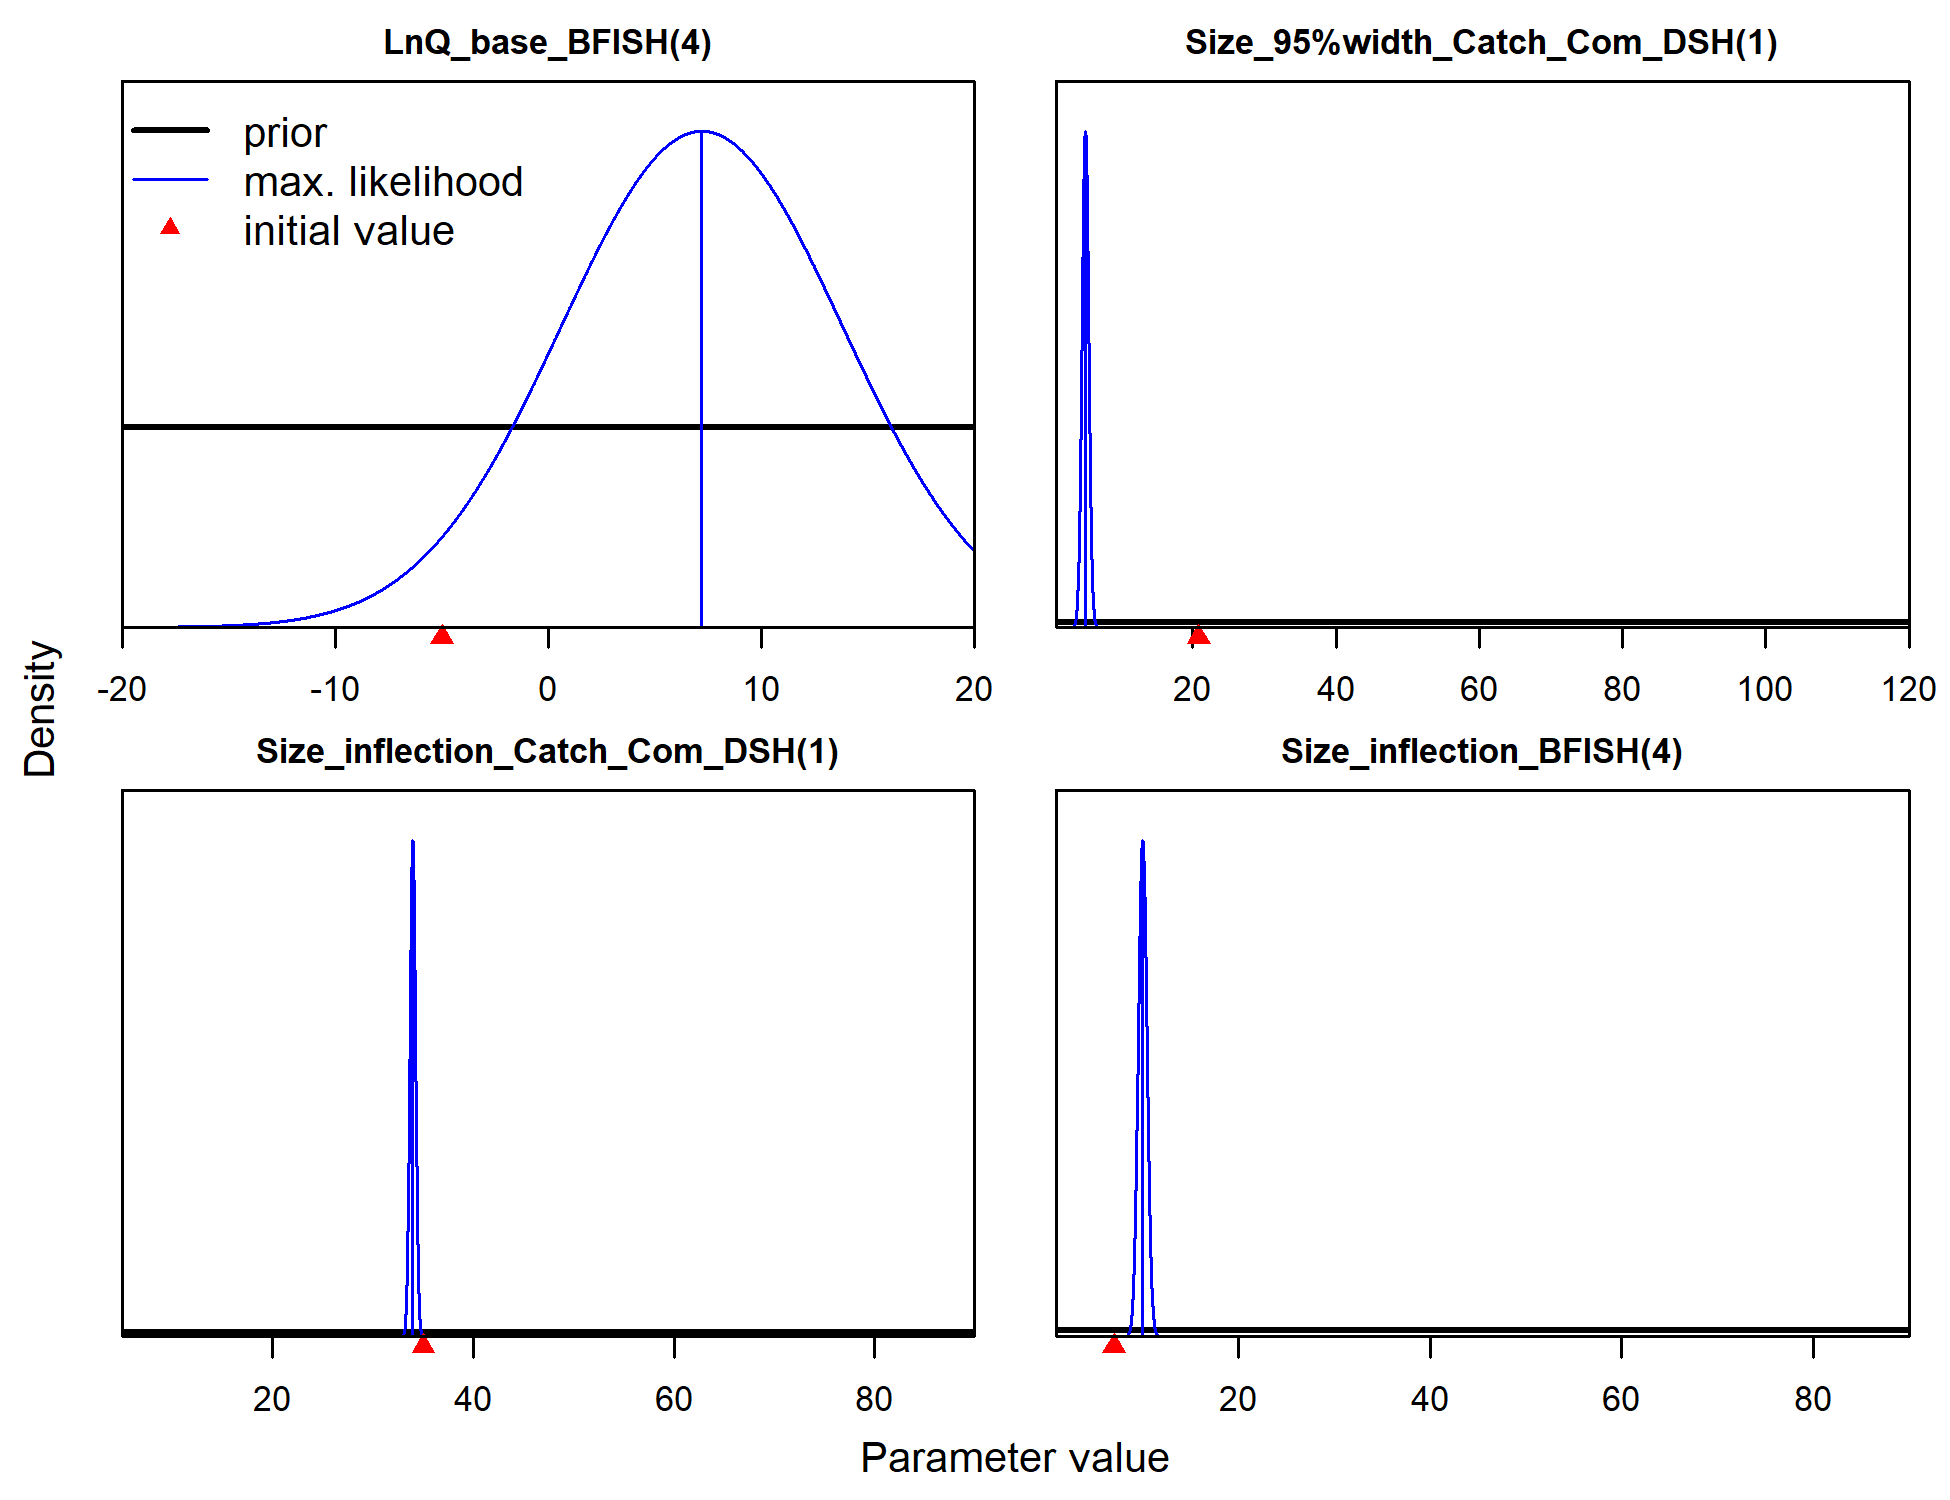 LnQ_base_BFISH(4)
prior
max. likelihood
initial value
-20 -10 0 10 20
Size_95%width_Catch_Com_DSH(1)
20 40 60 80 100 120
Size_inflection_Catch_Com_DSH(1)
20 40 60 80
Size_inflection_BFISH(4)
20 40 60 80
Density
Parameter value